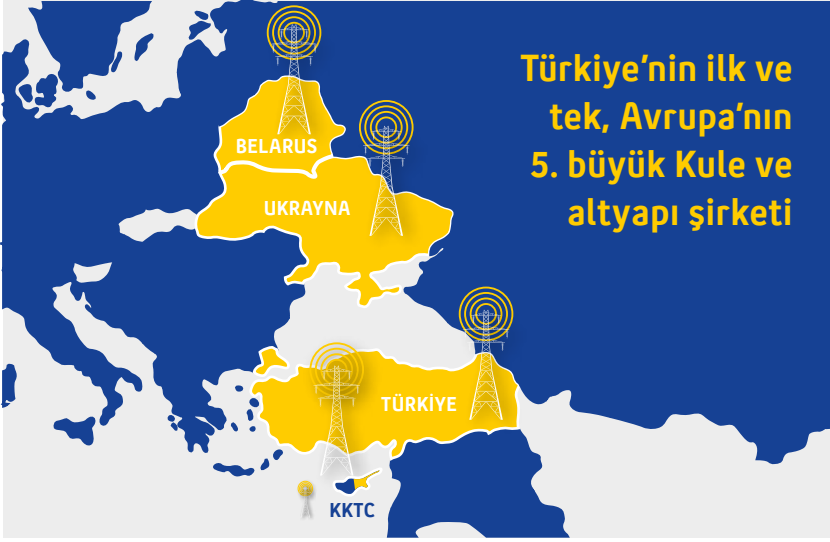 Türkiye'nin ilk ve
tek, Avrupa'nın
5. büyük Kule ve
altyapı şirketi
BELARUS
UKRAYNA
TÜRKİYE
KKTC